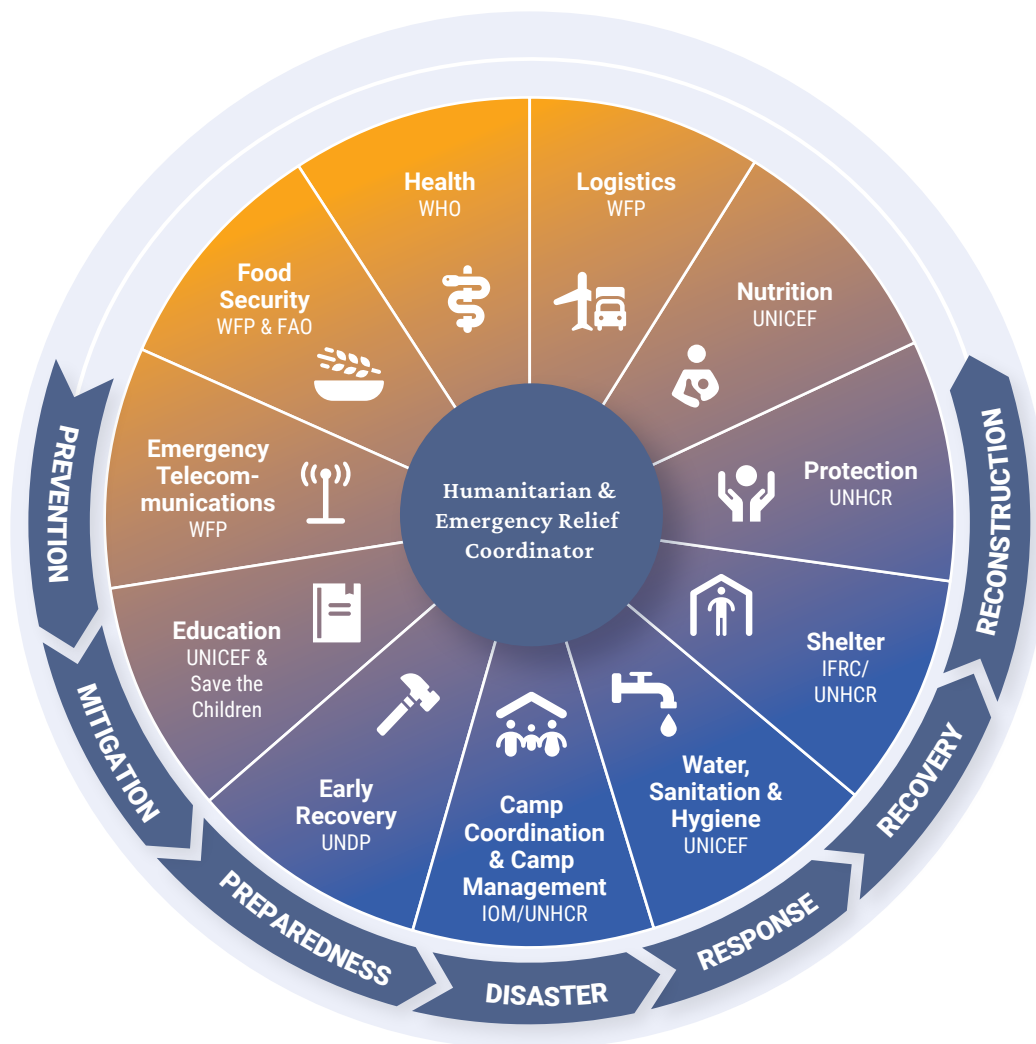 Health
WHO
Logistics
WFP
Nutrition
UNICEF
Protection
UNHCR
Shelter
IFRC/
UNHCR
Water,
Sanitation &
Hygiene
UNICEF
Camp
Coordination
& Camp
Management
IOM/UNHCR
Early
Recovery
UNDP
Education
UNICEF &
Save the
Children
Emergency
Telecom-
munications
WFP
Food
Security
WFP & FAO
Humanitarian &
Emergency Relief
Coordinator
PREVENTION
MITIGATION
PREPAREDNESS
DISASTER
RESPONSE
RECOVERY
RECONSTRUCTION